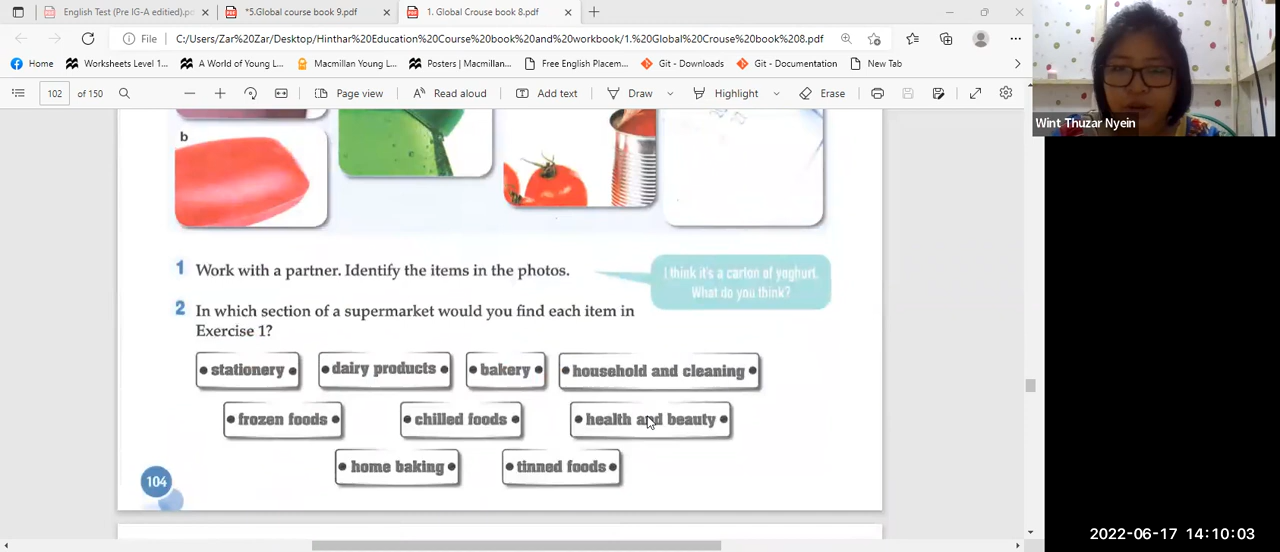 English Test (Pre IG-A editied).pd
*5.Global course book 9.pdf
1. Global Crouse book 8.pdf
File
C:/Users/Zar%20Zar/Desktop/Hinthar%20Education%20Course%20book%20and%20workbook/1.%20Global%20Crouse%20book%208.pdf
Home
Worksheets Level 1...
A World of Young L...
Macmillan Young L...
Posters | Macmillan...
Free English Placem...
Git - Downloads
Git - Documentation
New Tab
102 of 150
Page view
Read aloud
Add text
Draw
Highlight
Erase
Wint Thuzar Nyein
b
1 Work with a partner. Identify the items in the photos.
I think it's a carton of yoghurt.
What do you think?
2 In which section of a supermarket would you find each item in
Exercise 1?
stationery dairy products bakery household and cleaning
frozen foods chilled foods health and beauty
home baking tinned foods
104
2022-06-17 14:10:03